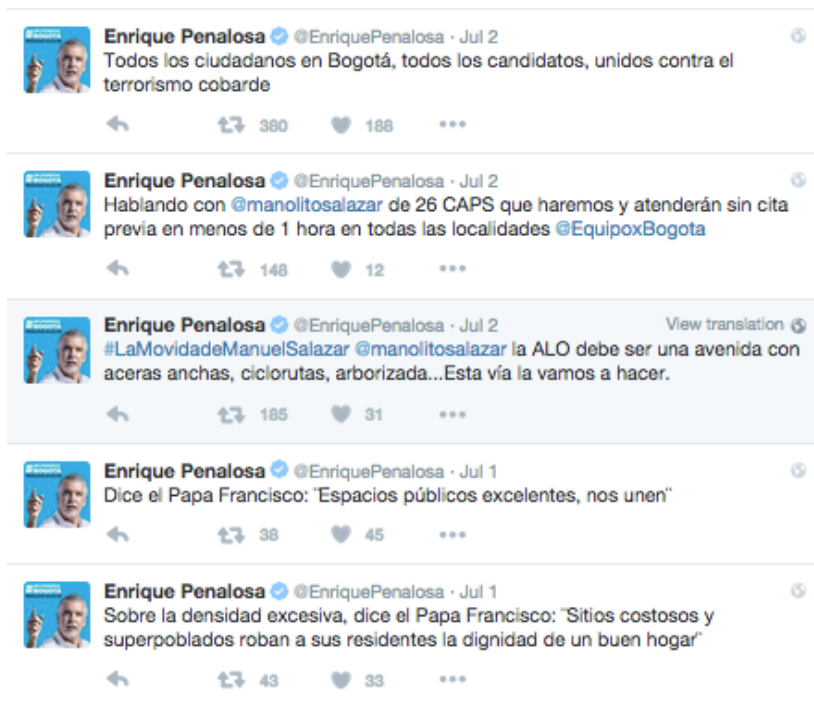 Enrique Penalosa @EnriquePenalosa · Jul 2
Todos los ciudadanos en Bogotá, todos los candidatos, unidos contra el
terrorismo cobarde
380 188
Enrique Penalosa @EnriquePenalosa · Jul 2
Hablando con @manolitosalazar de 26 CAPS que haremos y atenderán sin cita
previa en menos de 1 hora en todas las localidades @EquipoxBogota
148 12
Enrique Penalosa @EnriquePenalosa · Jul 2 View translation
#LaMovidadeManuelSalazar @manolitosalazar la ALO debe ser una avenida con
aceras anchas, ciclorutas, arborizada...Esta vía la vamos a hacer.
185 31
Enrique Penalosa @EnriquePenalosa · Jul 1
Dice el Papa Francisco: ¨Espacios públicos excelentes, nos unen¨
38 45
Enrique Penalosa @EnriquePenalosa · Jul 1
Sobre la densidad excesiva, dice el Papa Francisco: ¨Sitios costosos y
superpoblados roban a sus residentes la dignidad de un buen hogar¨
43 33